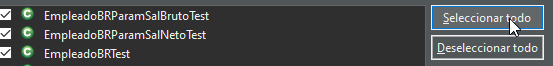 EmpleadoBRParamSalBrutoTest
EmpleadoBRParamSalNetoTest
EmpleadoBRTest
Seleccionar todo
Deseleccionar todo